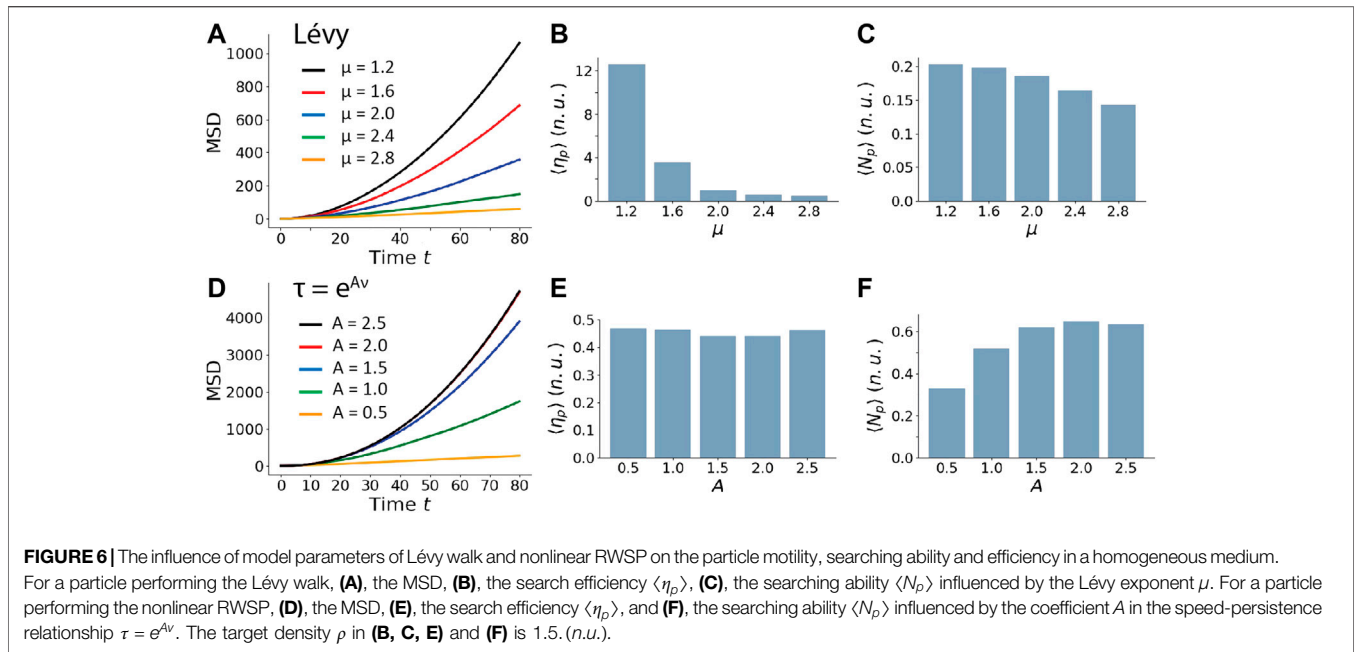 A
Lévy
μ = 1.2
μ = 1.6
μ = 2.0
μ = 2.4
μ = 2.8
1000
800
600
400
200
0
MSD
0 20 40 60 80
Time t
B
12
8
4
0
⟨ηp⟩ (n.u.)
1.2 1.6 2.0 2.4 2.8
μ
C
0.2
0.15
0.1
0.05
0.0
⟨Np⟩ (n.u.)
1.2 1.6 2.0 2.4 2.8
μ
D
τ = e^{Aν}
A = 2.5
A = 2.0
A = 1.5
A = 1.0
A = 0.5
4000
3000
2000
1000
0
MSD
0 10 20 30 40 50 60 70 80
Time t
E
0.5
0.4
0.3
0.2
0.1
0.0
⟨ηp⟩ (n.u.)
0.5 1.0 1.5 2.0 2.5
A
F
0.6
0.4
0.2
0.0
⟨Np⟩ (n.u.)
0.5 1.0 1.5 2.0 2.5
A
FIGURE 6 | The influence of model parameters of Lévy walk and nonlinear RWSP on the particle motility, searching ability and efficiency in a homogeneous medium.
For a particle performing the Lévy walk, (A), the MSD, (B), the search efficiency ⟨ηp⟩, (C), the searching ability ⟨Np⟩ influenced by the Lévy exponent μ. For a particle
performing the nonlinear RWSP, (D), the MSD, (E), the search efficiency ⟨ηp⟩, and (F), the searching ability ⟨Np⟩ influenced by the coefficient A in the speed-persistence
relationship τ = e^{Aν}. The target density ρ in (B, C, E) and (F) is 1.5. (n.u.).